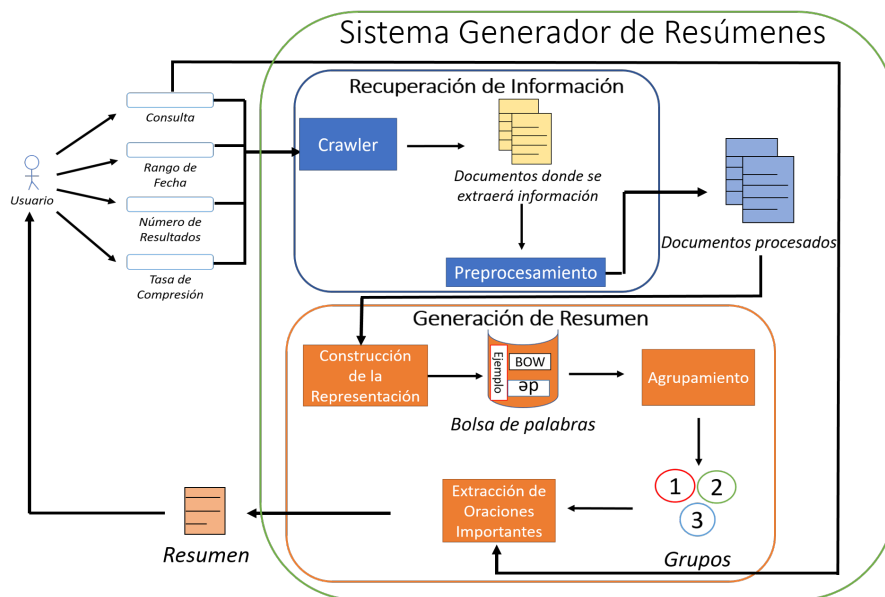 Sistema Generador de Resúmenes
Recuperación de Información
Consulta
Rango de
Fecha
Número de
Resultados
Tasa de
Compresión
Usuario
Crawler
Documentos donde se
extraerá información
Preprocesamiento
Documentos procesados
Generación de Resumen
Construcción
de la
Representación
Ejemplo
BOW
de
Bolsa de palabras
Agrupamiento
1
2
3
Grupos
Extracción de
Oraciones
Importantes
Resumen